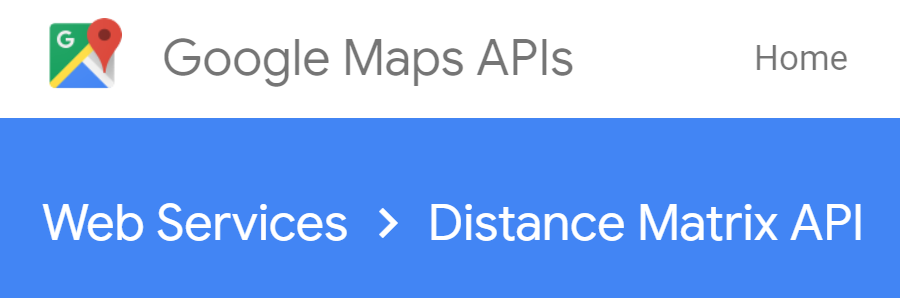 G
Google Maps APIs
Home
Web Services > Distance Matrix API